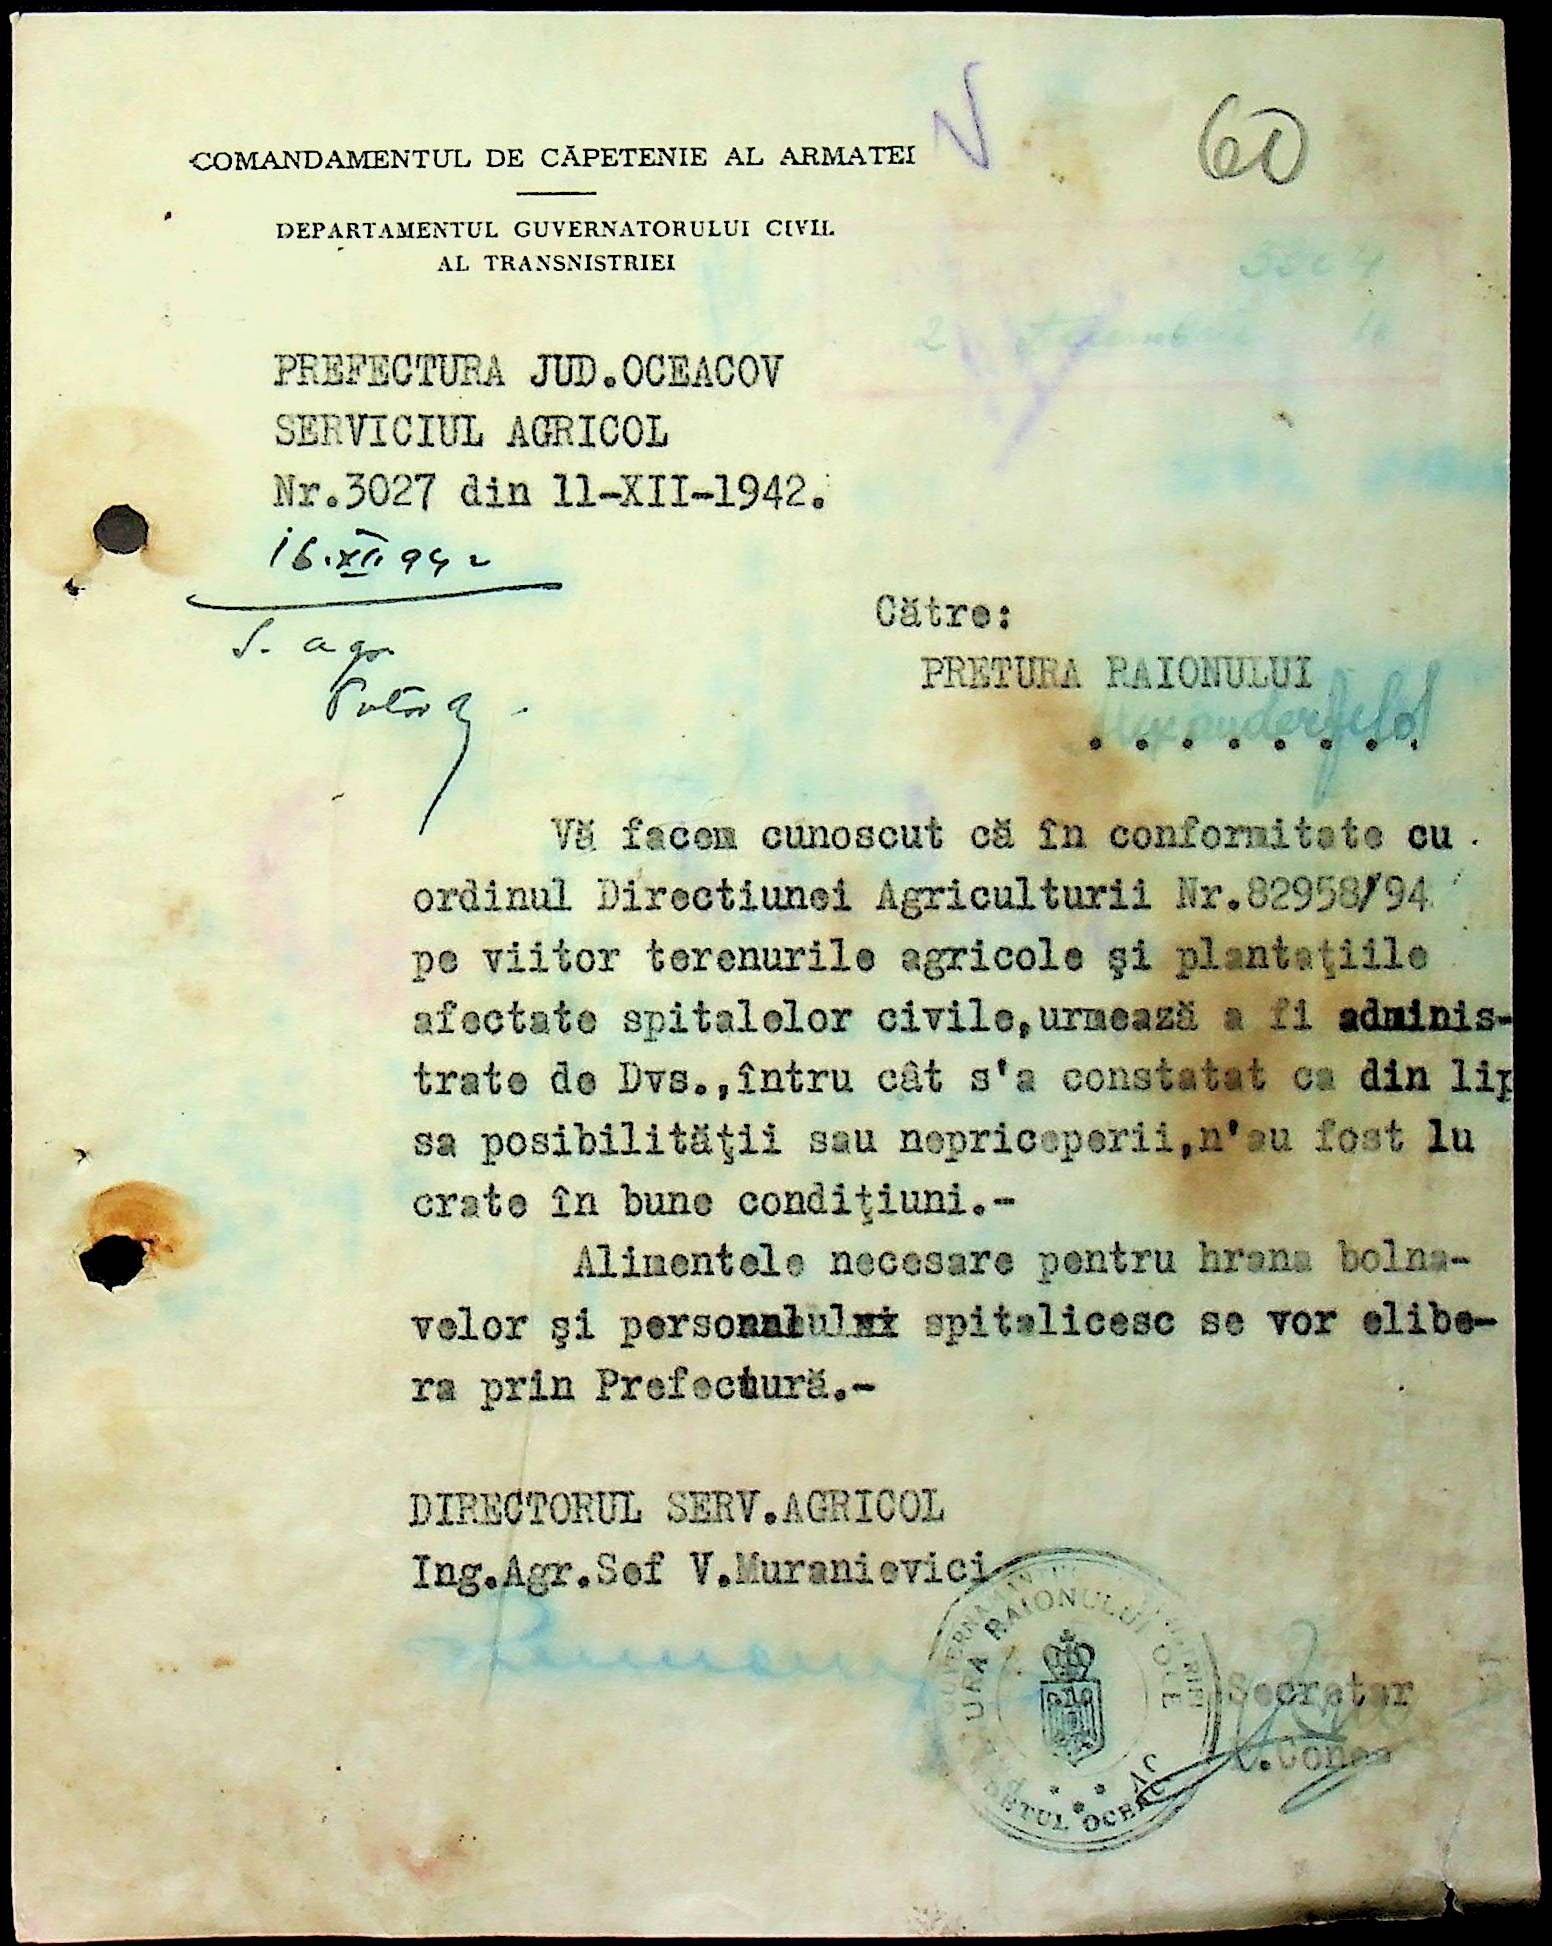 60
COMANDAMENTUL DE CĂPETENIE AL ARMATEI
DEPARTAMENTUL GUVERNATORULUI CIVIL
AL TRANSNISTRIEI
PREFECTURA JUD.OCEACOV
SERVICIUL AGRICOL
Nr.3027 din 11-XII-1942.
16.XII 942
S. agr
Către:
PRETURA RAIONULUI
Alexanderfeld
. . . . . . . .
Vă facem cunoscut că în conformitate cu
ordinul Directiunei Agriculturii Nr.82958/94
pe viitor terenurile agricole şi plantaţiile
afectate spitalelor civile,urmează a fi adminis-
trate de Dvs.,întru cât s'a constatat ca din lip
sa posibilităţii sau nepriceperii,n'au fost lu
crate în bune condiţiuni.-
Alimentele necesare pentru hrana bolna-
velor şi personalului spitalicesc se vor elibe-
ra prin Prefectură.-
DIRECTORUL SERV.AGRICOL
Ing.Agr.Sef V.Muranievici
URA RAIONULUI
OCEAC
Secretar